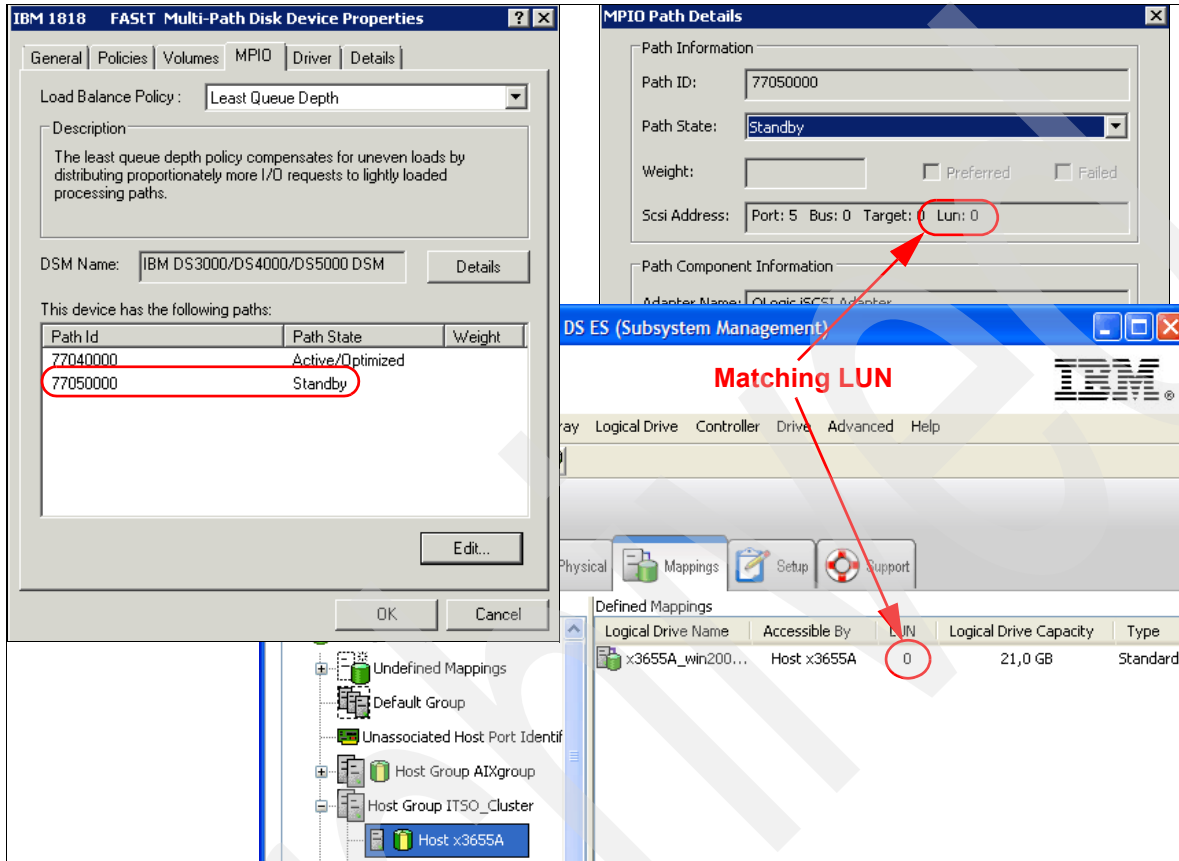 IBM 1818 FAStT Multi-Path Disk Device Properties
General Policies Volumes MPIO Driver Details
Load Balance Policy : Least Queue Depth
Description
The least queue depth policy compensates for uneven loads by
distributing proportionately more I/O requests to lightly loaded
processing paths.
DSM Name: IBM DS3000/DS4000/DS5000 DSM Details
This device has the following paths:
Path Id Path State Weight
77040000 Active/Optimized
77050000 Standby
Edit...
OK Cancel
MPIO Path Details
Path Information
Path ID: 77050000
Path State: Standby
Weight: Preferred Failed
Scsi Address: Port: 5 Bus: 0 Target: 0 Lun: 0
Path Component Information
Adapter Name: QLogic iSCSI Adapter
DS ES (Subsystem Management)
Matching LUN
IBM
ray Logical Drive Controller Drive Advanced Help
Physical Mappings Setup Support
Undefined Mappings
Default Group
Unassociated Host Port Identif
Host Group AIXgroup
Host Group ITSO_Cluster
Host x3655A
Defined Mappings
Logical Drive Name Accessible By LUN Logical Drive Capacity Type
x3655A_win200... Host x3655A 0 21,0 GB Standard